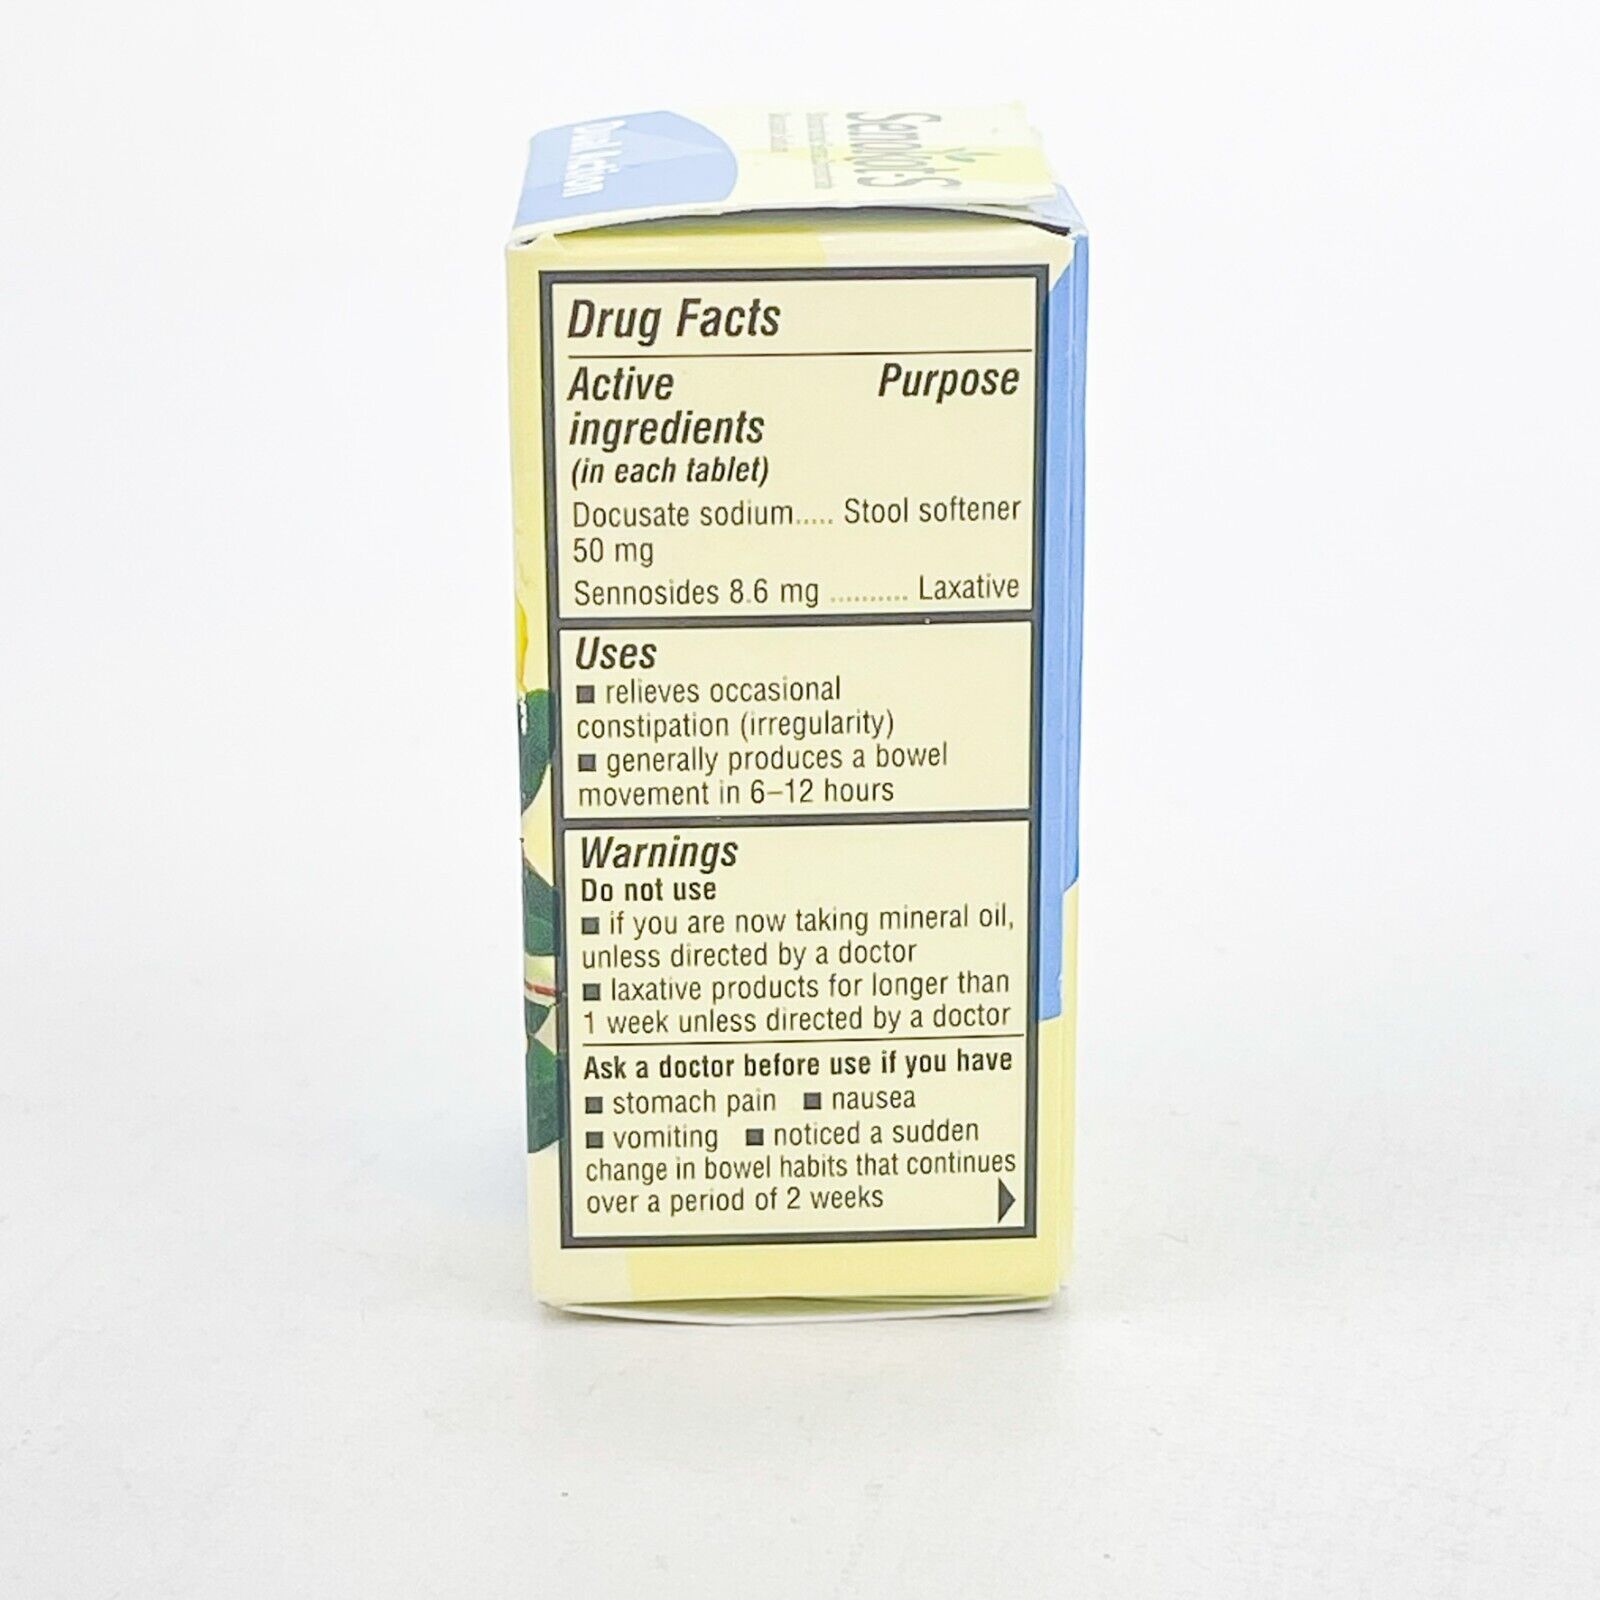 Senokot-S
Dual Action
Drug Facts
Active Purpose
ingredients
(in each tablet)
Docusate sodium..... Stool softener
50 mg
Sennosides 8.6 mg .......... Laxative
Uses
■ relieves occasional
constipation (irregularity)
■ generally produces a bowel
movement in 6–12 hours
Warnings
Do not use
■ if you are now taking mineral oil,
unless directed by a doctor
■ laxative products for longer than
1 week unless directed by a doctor
Ask a doctor before use if you have
■ stomach pain ■ nausea
■ vomiting ■ noticed a sudden
change in bowel habits that continues
over a period of 2 weeks